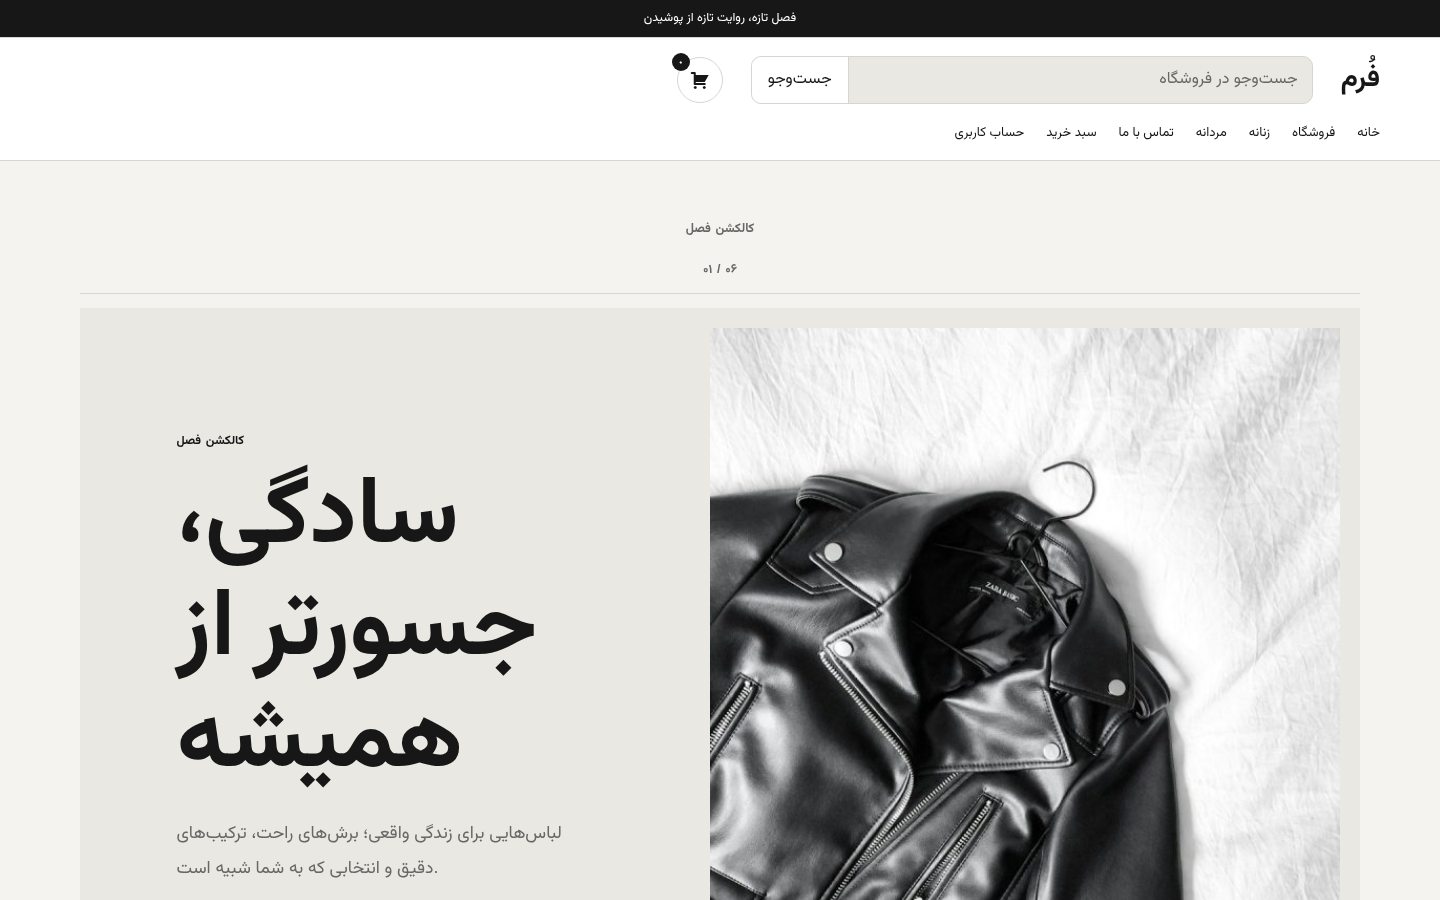 فصل تازه، روایت تازه از پوشیدن
فُرم
جست‌وجو در فروشگاه
جست‌وجو
۰
خانه
فروشگاه
زنانه
مردانه
تماس با ما
سبد خرید
حساب کاربری
کالکشن فصل
۰۱ / ۰۶
کالکشن فصل
سادگی،
جسورتر از
همیشه
لباس‌هایی برای زندگی واقعی؛ برش‌های راحت، ترکیب‌های
دقیق و انتخابی که به شما شبیه است.
ZARA BASIC